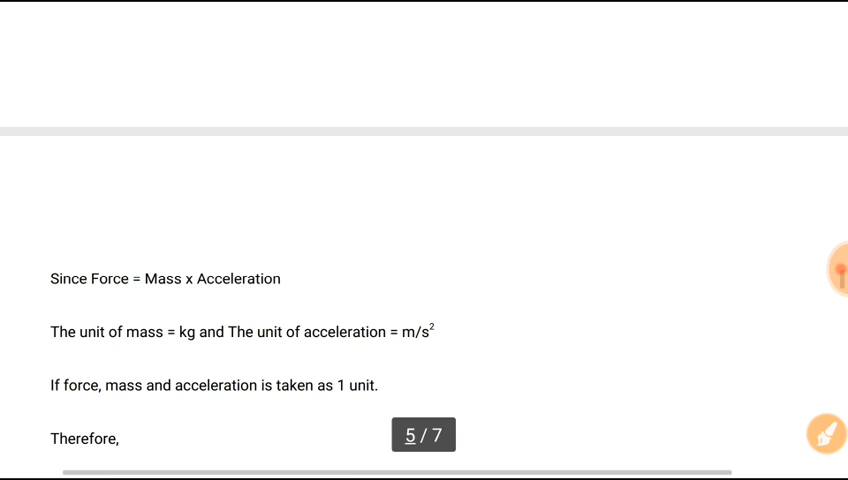 Since Force = Mass x Acceleration
The unit of mass = kg and The unit of acceleration = m/s²
If force, mass and acceleration is taken as 1 unit.
Therefore,
5 / 7